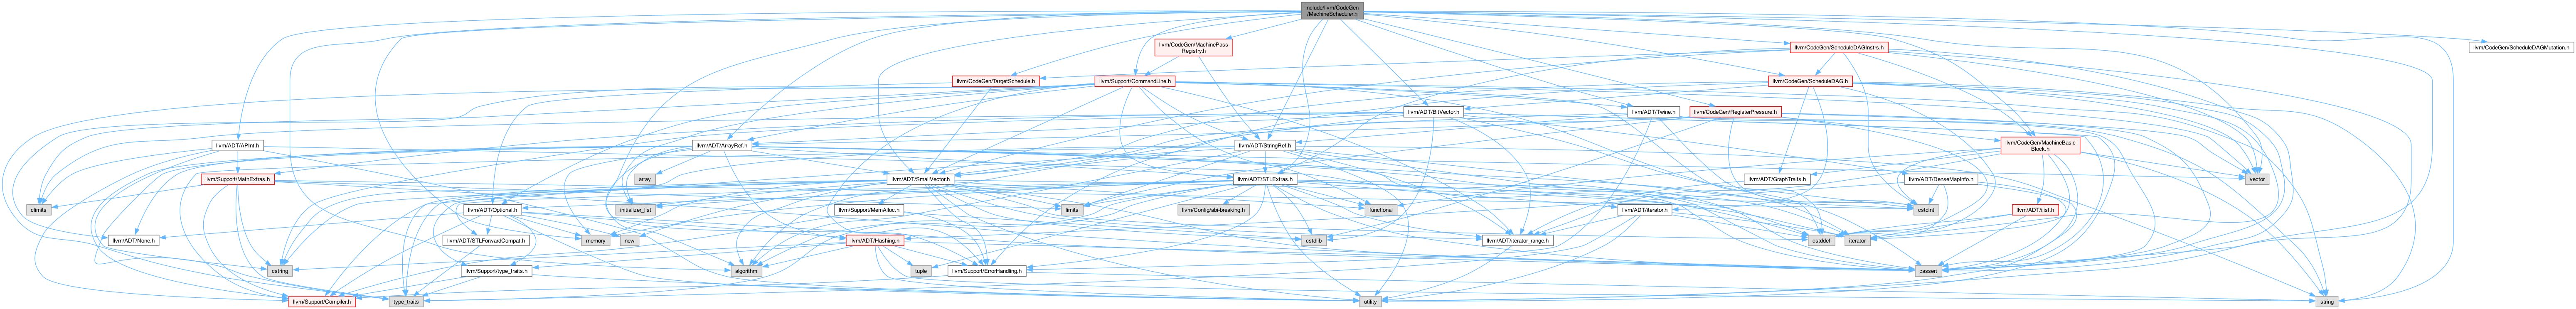 include/llvm/CodeGen
/MachineScheduler.h
llvm/CodeGen/MachinePass
Registry.h
llvm/CodeGen/ScheduleDAGInstrs.h
llvm/CodeGen/ScheduleDAGMutation.h
llvm/CodeGen/TargetSchedule.h
llvm/Support/CommandLine.h
llvm/CodeGen/ScheduleDAG.h
llvm/ADT/BitVector.h
llvm/ADT/Twine.h
llvm/CodeGen/RegisterPressure.h
llvm/ADT/APInt.h
llvm/ADT/ArrayRef.h
llvm/ADT/StringRef.h
llvm/CodeGen/MachineBasic
Block.h
llvm/Support/MathExtras.h
array
llvm/ADT/SmallVector.h
llvm/ADT/STLExtras.h
llvm/ADT/GraphTraits.h
llvm/ADT/DenseMapInfo.h
vector
climits
llvm/ADT/Optional.h
initializer_list
llvm/Support/MemAlloc.h
limits
llvm/Config/abi-breaking.h
functional
llvm/ADT/iterator.h
cstdint
llvm/ADT/ilist.h
llvm/ADT/None.h
llvm/ADT/STLForwardCompat.h
memory
new
llvm/ADT/Hashing.h
cstdlib
llvm/ADT/iterator_range.h
cstddef
iterator
cstring
llvm/Support/type_traits.h
algorithm
tuple
llvm/Support/ErrorHandling.h
cassert
llvm/Support/Compiler.h
type_traits
utility
string